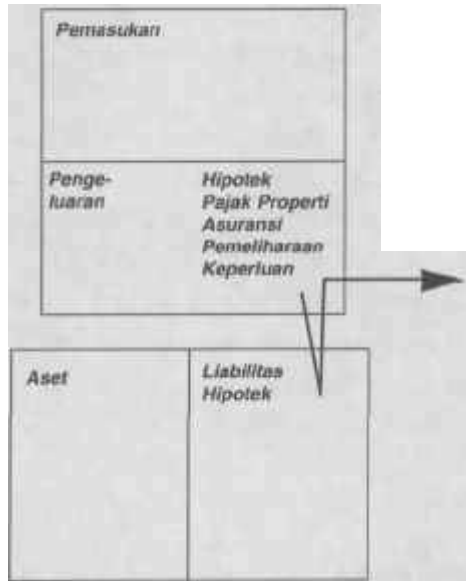 Pemasukan
Penge-
luaran
Hipotek
Pajak Properti
Asuransi
Pemeliharaan
Keperluan
Aset
Liabilitas
Hipotek